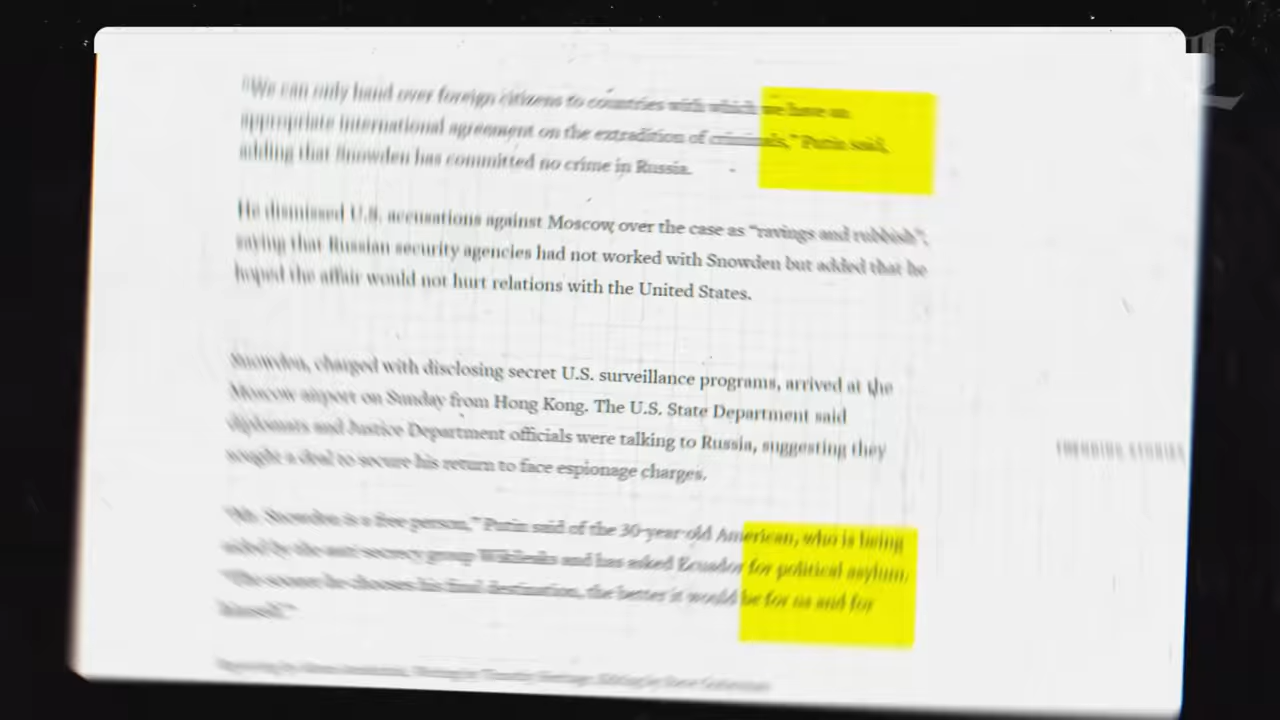 "We can only hand over foreign citizens to countries with which we have an
appropriate international agreement on the extradition of criminals," Putin said,
adding that Snowden has committed no crime in Russia.
He dismissed U.S. accusations against Moscow over the case as "ravings and rubbish",
saying that Russian security agencies had not worked with Snowden but added that he
hoped the affair would not hurt relations with the United States.
Snowden, charged with disclosing secret U.S. surveillance programs, arrived at the
Moscow airport on Sunday from Hong Kong. The U.S. State Department said
diplomats and Justice Department officials were talking to Russia, suggesting they
sought a deal to secure his return to face espionage charges.
TRENDING STORIES
"Mr. Snowden is a free person," Putin said of the 30-year-old American, who is being
aided by the anti-secrecy group Wikileaks and has asked Ecuador for political asylum.
"The sooner he chooses his final destination, the better it would be for us and for
himself."